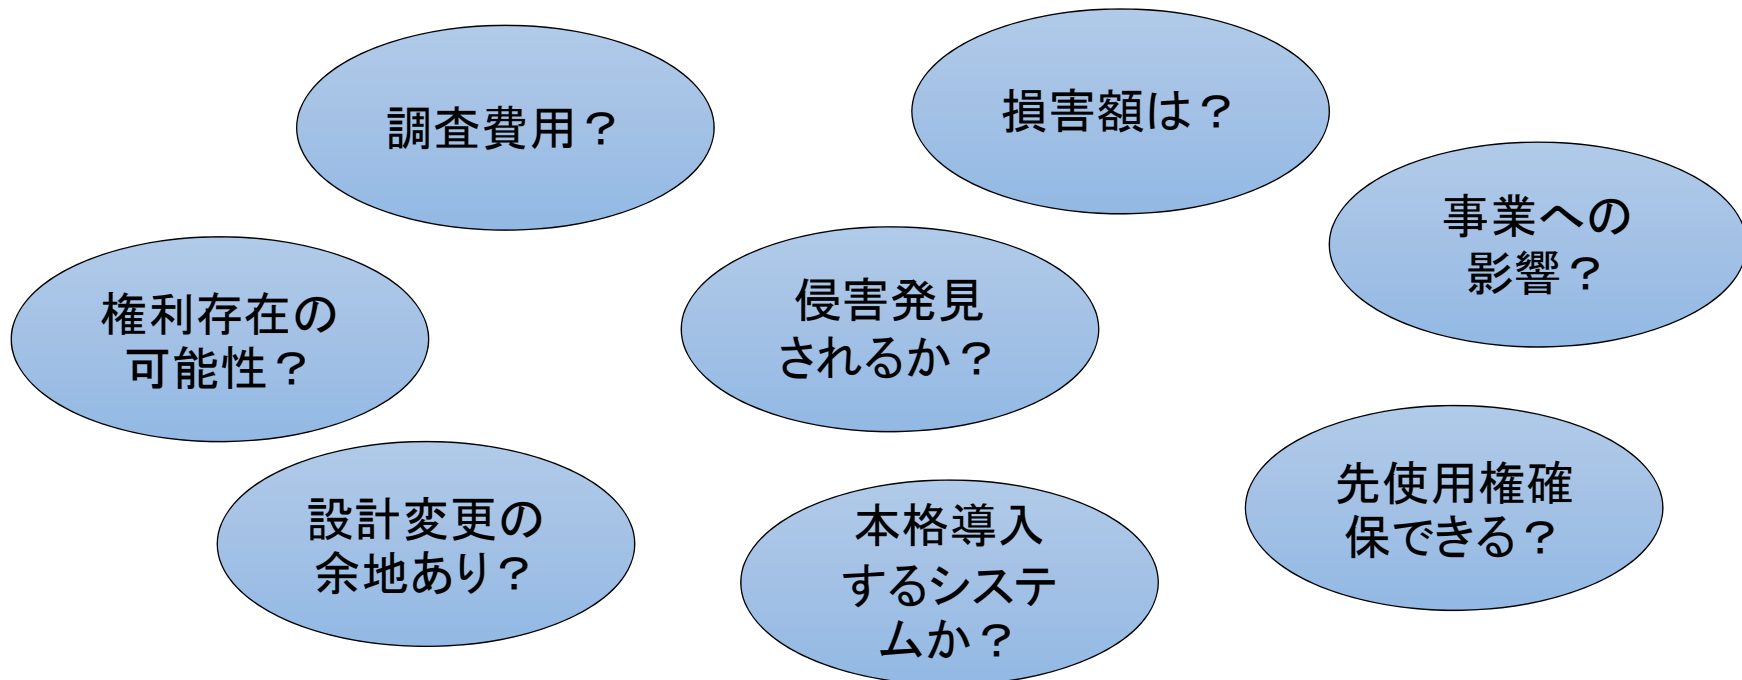 調査費用？
損害額は？
事業への
影響？
権利存在の
可能性？
侵害発見
されるか？
設計変更の
余地あり？
本格導入
するシステ
ムか？
先使用権確
保できる？